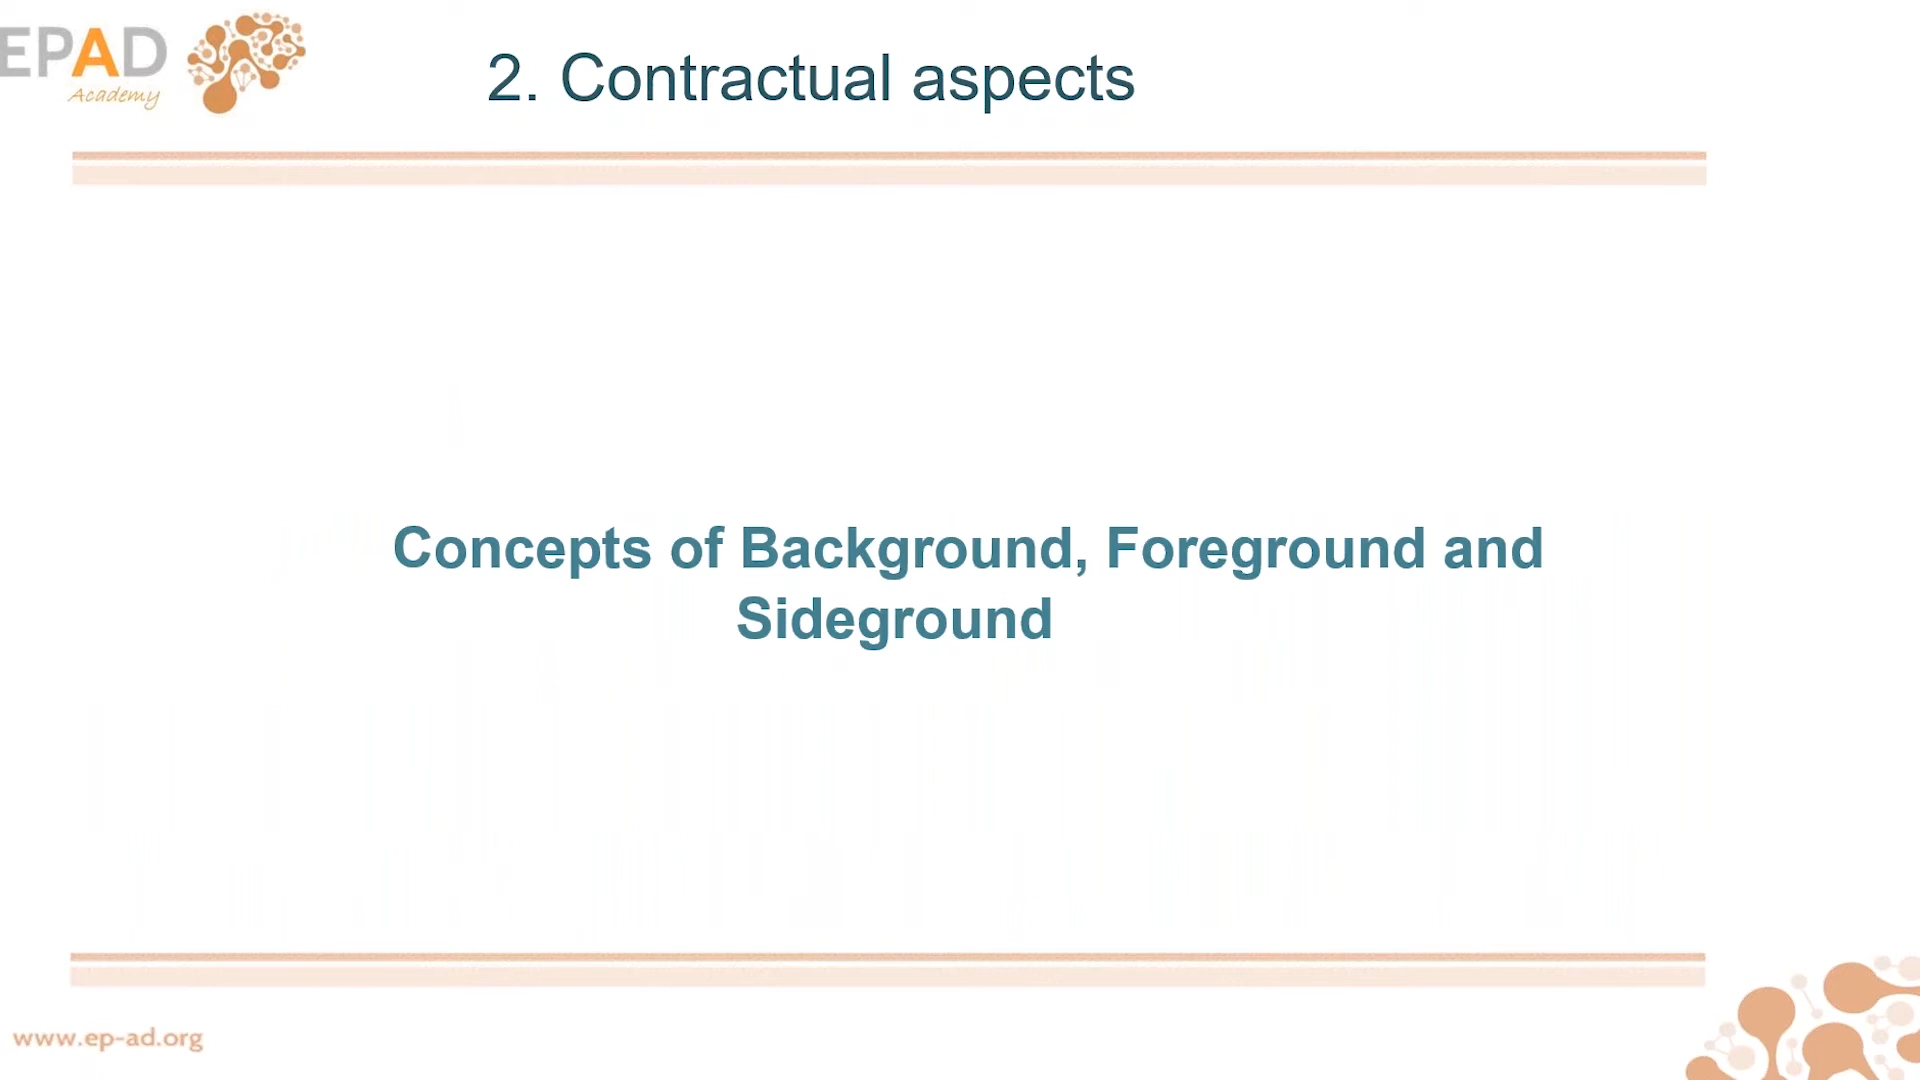 EPAD
Academy
2. Contractual aspects
Concepts of Background, Foreground and
Sideground
www.ep-ad.org